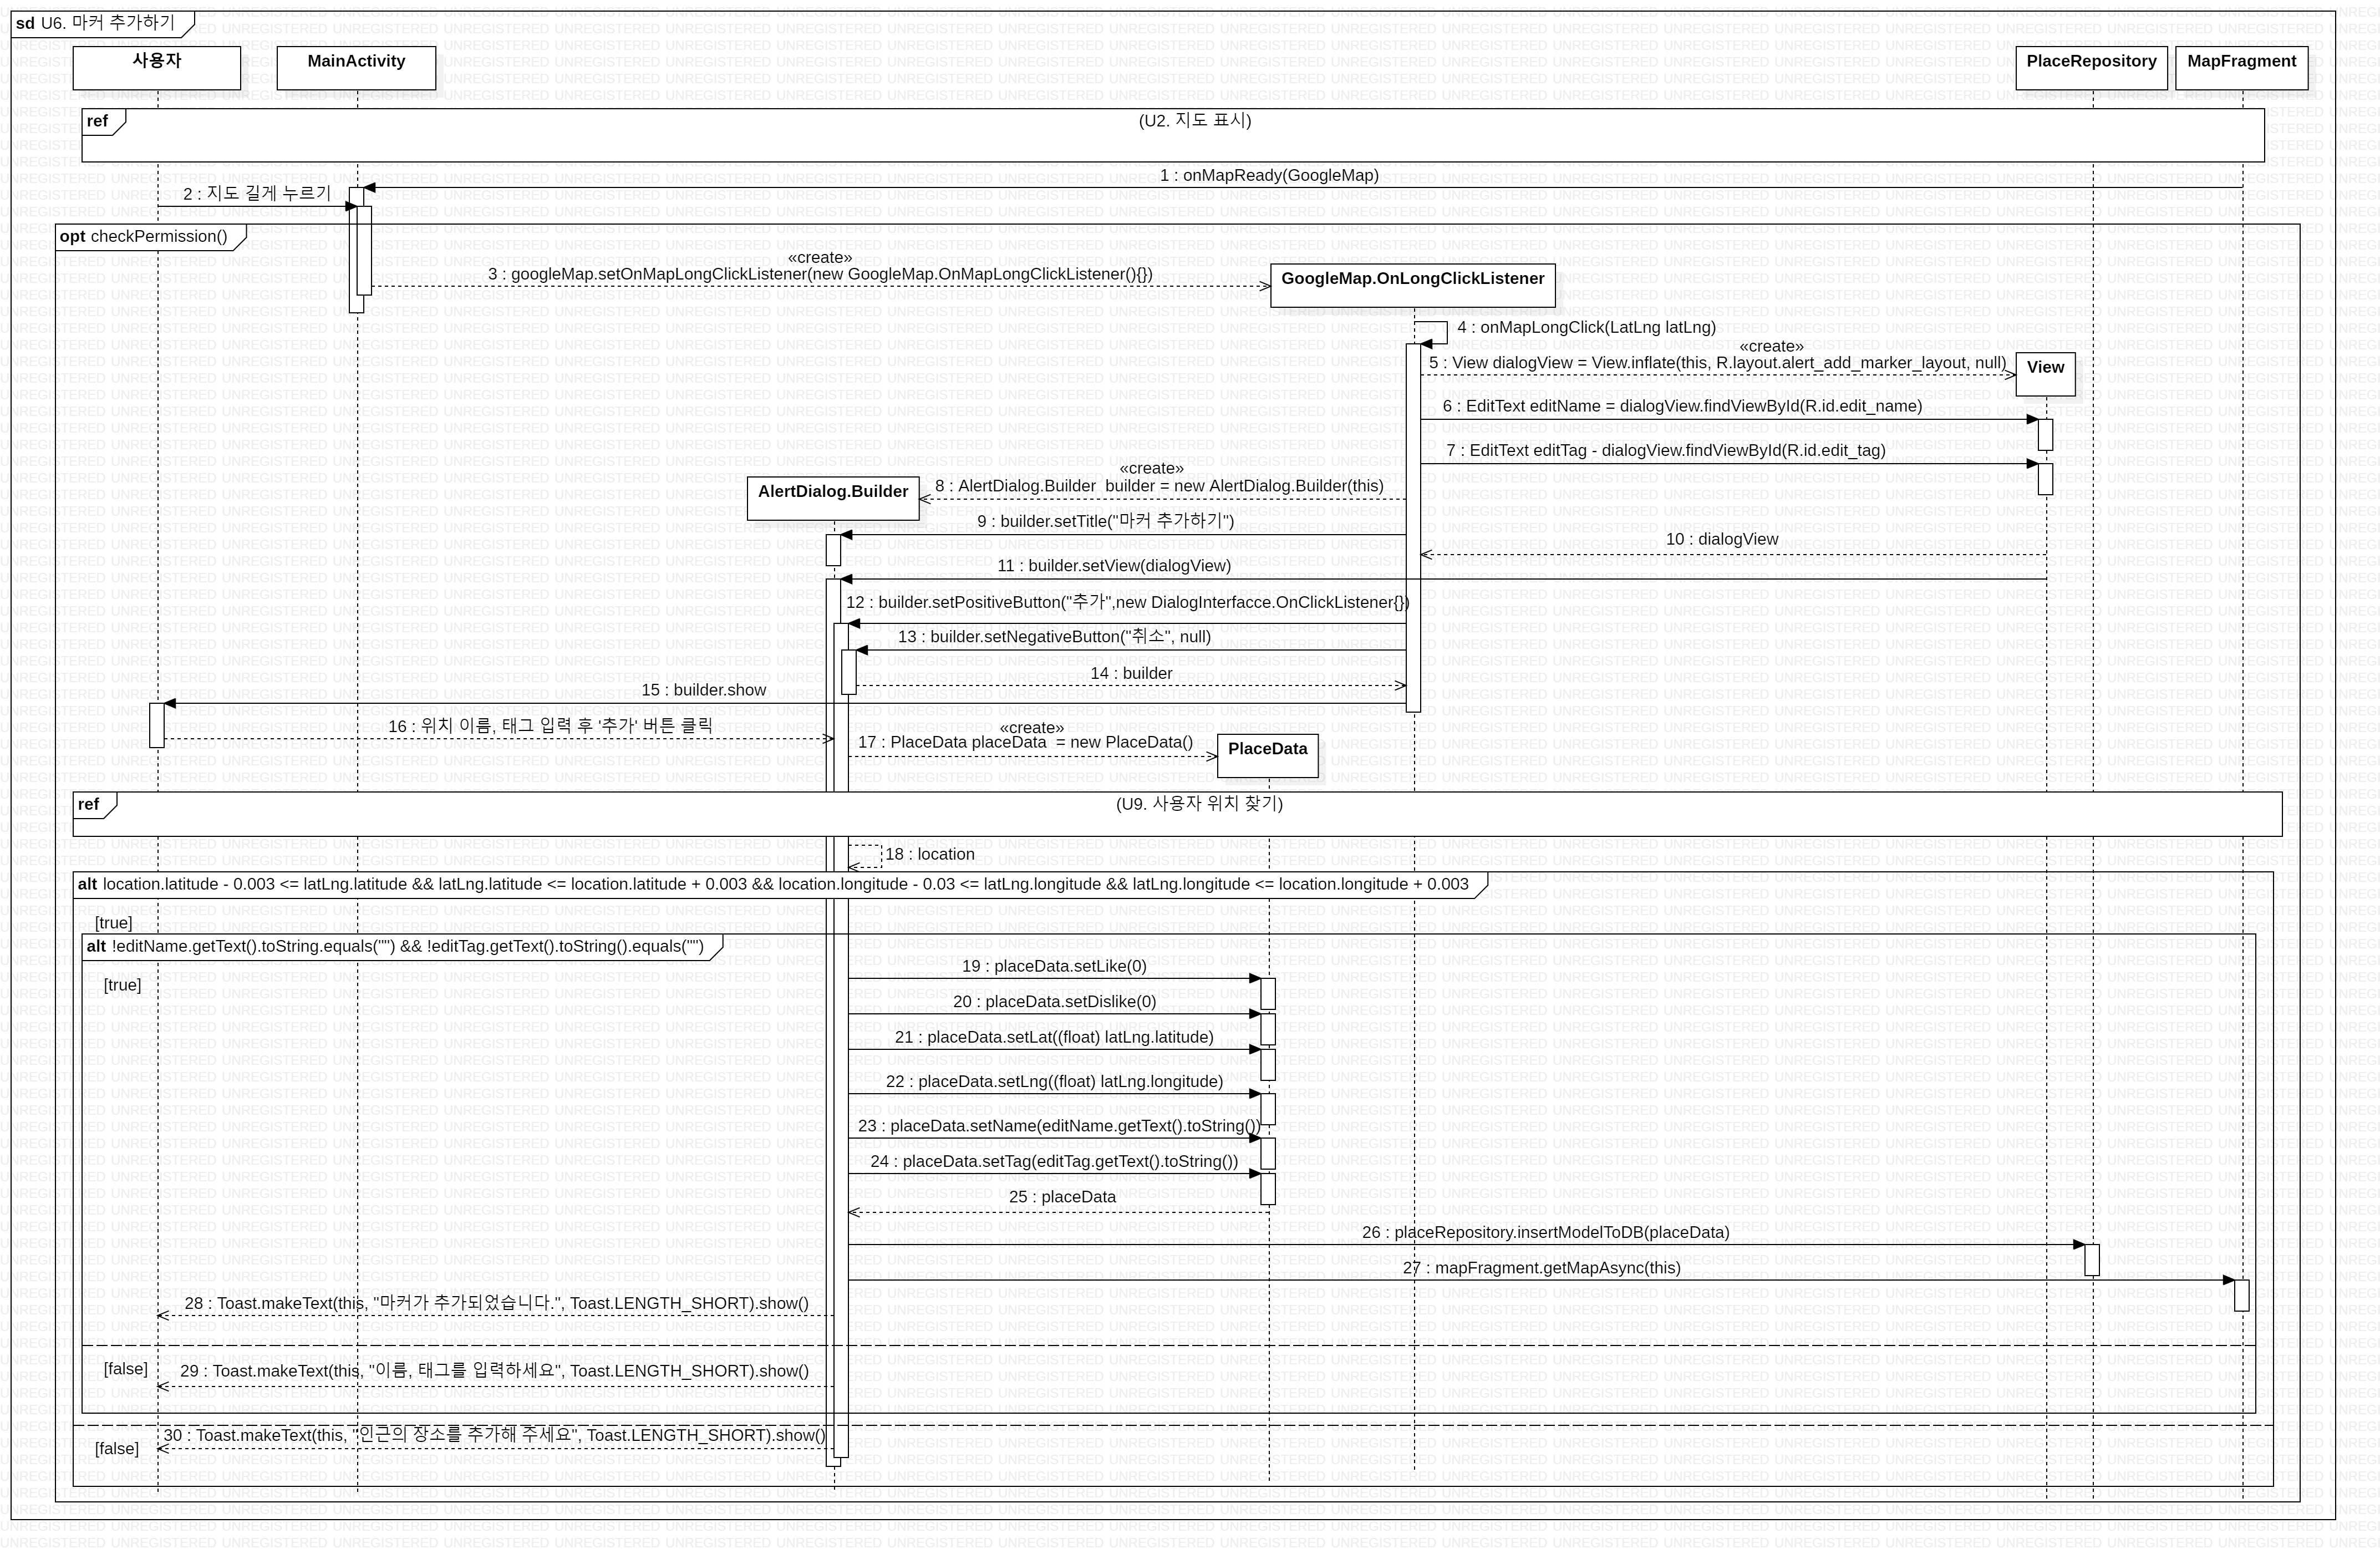 sd U6. 마커 추가하기
사용자
MainActivity
PlaceRepository
MapFragment
ref
(U2. 지도 표시)
1 : onMapReady(GoogleMap)
2 : 지도 길게 누르기
opt checkPermission()
«create»
3 : googleMap.setOnMapLongClickListener(new GoogleMap.OnMapLongClickListener(){})
GoogleMap.OnLongClickListener
4 : onMapLongClick(LatLng latLng)
«create»
5 : View dialogView = View.inflate(this, R.layout.alert_add_marker_layout, null)
View
6 : EditText editName = dialogView.findViewById(R.id.edit_name)
7 : EditText editTag - dialogView.findViewById(R.id.edit_tag)
«create»
8 : AlertDialog.Builder  builder = new AlertDialog.Builder(this)
AlertDialog.Builder
9 : builder.setTitle("마커 추가하기")
10 : dialogView
11 : builder.setView(dialogView)
12 : builder.setPositiveButton("추가",new DialogInterfacce.OnClickListener{})
13 : builder.setNegativeButton("취소", null)
14 : builder
15 : builder.show
16 : 위치 이름, 태그 입력 후 '추가' 버튼 클릭
«create»
17 : PlaceData placeData  = new PlaceData()
PlaceData
ref
(U9. 사용자 위치 찾기)
18 : location
alt location.latitude - 0.003 <= latLng.latitude && latLng.latitude <= location.latitude + 0.003 && location.longitude - 0.03 <= latLng.longitude && latLng.longitude <= location.longitude + 0.003
[true]
alt !editName.getText().toString.equals("") && !editTag.getText().toString().equals("")
[true]
19 : placeData.setLike(0)
20 : placeData.setDislike(0)
21 : placeData.setLat((float) latLng.latitude)
22 : placeData.setLng((float) latLng.longitude)
23 : placeData.setName(editName.getText().toString())
24 : placeData.setTag(editTag.getText().toString())
25 : placeData
26 : placeRepository.insertModelToDB(placeData)
27 : mapFragment.getMapAsync(this)
28 : Toast.makeText(this, "마커가 추가되었습니다.", Toast.LENGTH_SHORT).show()
[false]
29 : Toast.makeText(this, "이름, 태그를 입력하세요", Toast.LENGTH_SHORT).show()
30 : Toast.makeText(this, "인근의 장소를 추가해 주세요", Toast.LENGTH_SHORT).show()
[false]